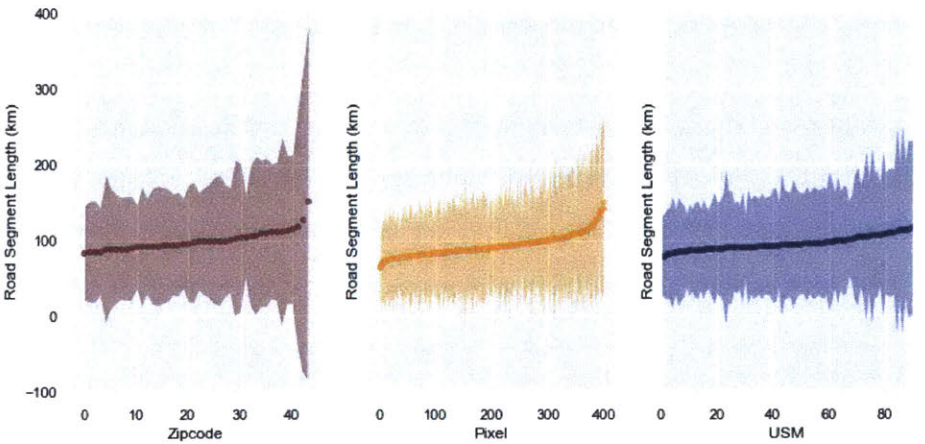 400
300
200
100
0
−100
Road Segment Length (km)
0 10 20 30 40
Zipcode
Road Segment Length (km)
0 100 200 300 400
Pixel
Road Segment Length (km)
0 20 40 60 80
USM